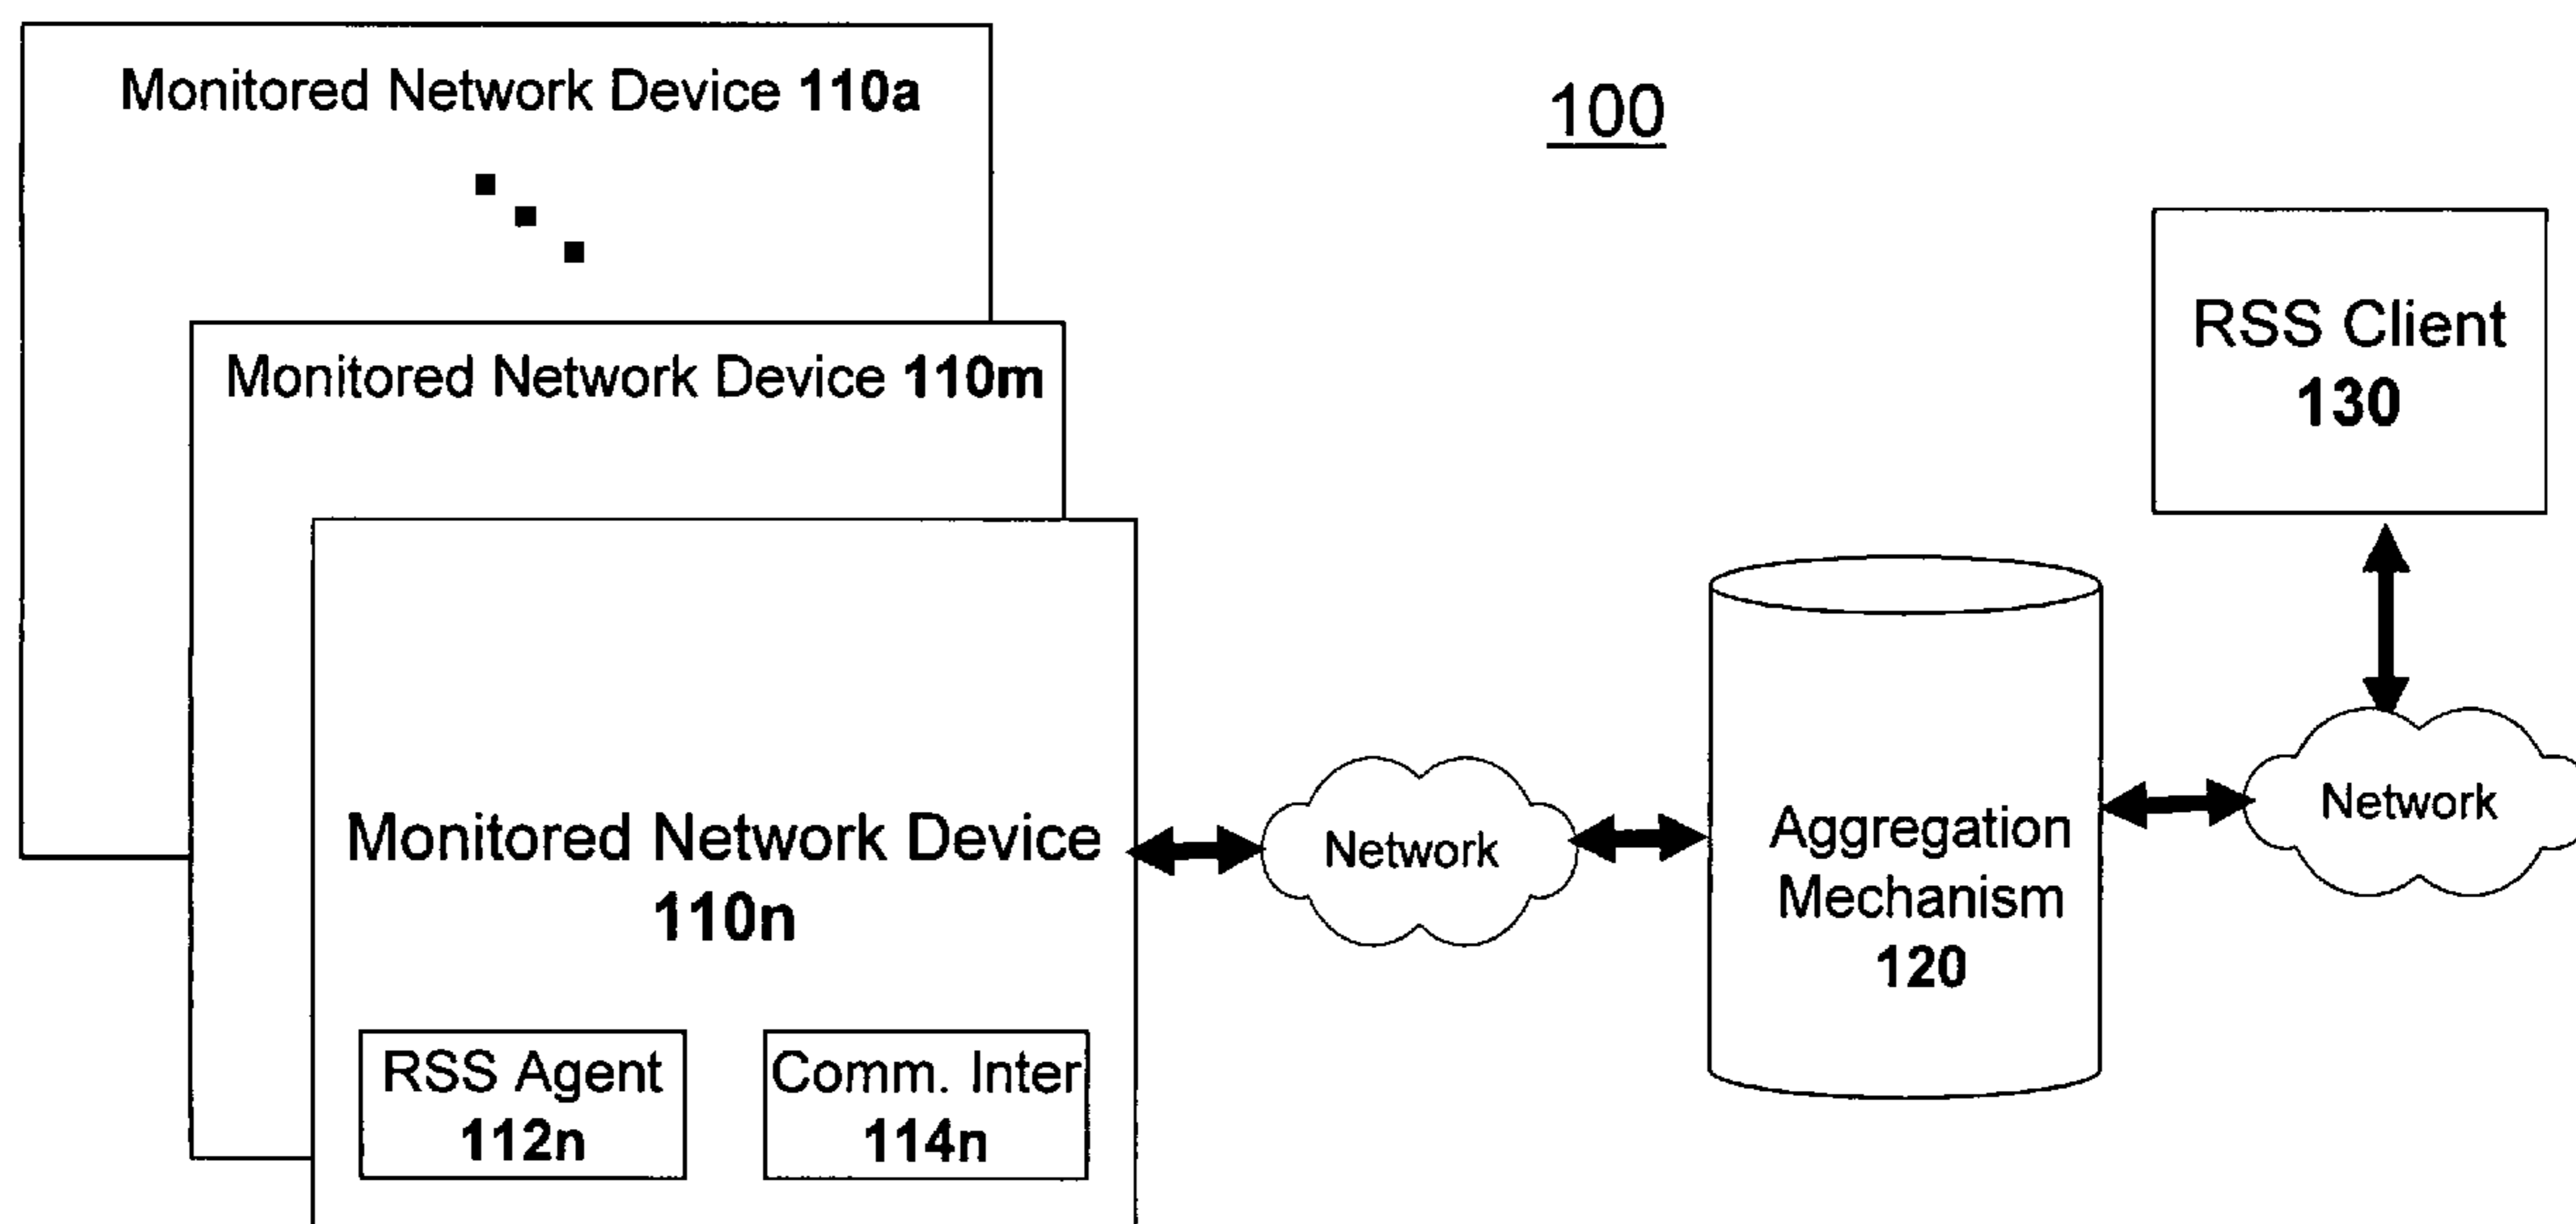 Monitored Network Device 110a
100
Monitored Network Device 110m
RSS Client
130
Monitored Network Device
110n
Network
Aggregation
Mechanism
120
Network
RSS Agent
112n
Comm. Inter
114n